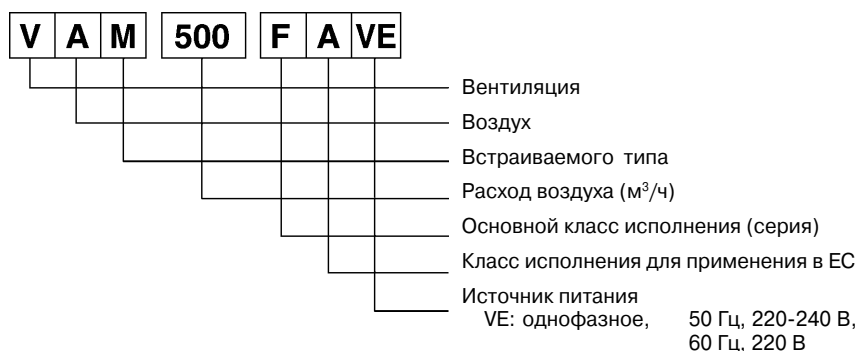 V A M 500 F A VE
Вентиляция
Воздух
Встраиваемого типа
Расход воздуха (м³/ч)
Основной класс исполнения (серия)
Класс исполнения для применения в ЕС
Источник питания
VE: однофазное, 50 Гц, 220-240 В,
60 Гц, 220 В